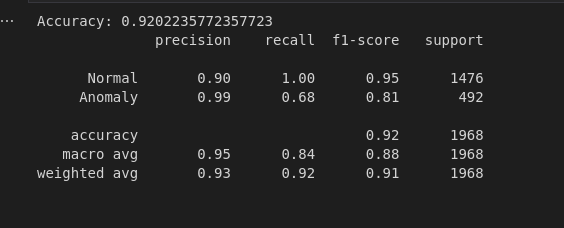 Accuracy: 0.9202235772357723
precision recall f1-score support
Normal 0.90 1.00 0.95 1476
Anomaly 0.99 0.68 0.81 492
accuracy 0.92 1968
macro avg 0.95 0.84 0.88 1968
weighted avg 0.93 0.92 0.91 1968